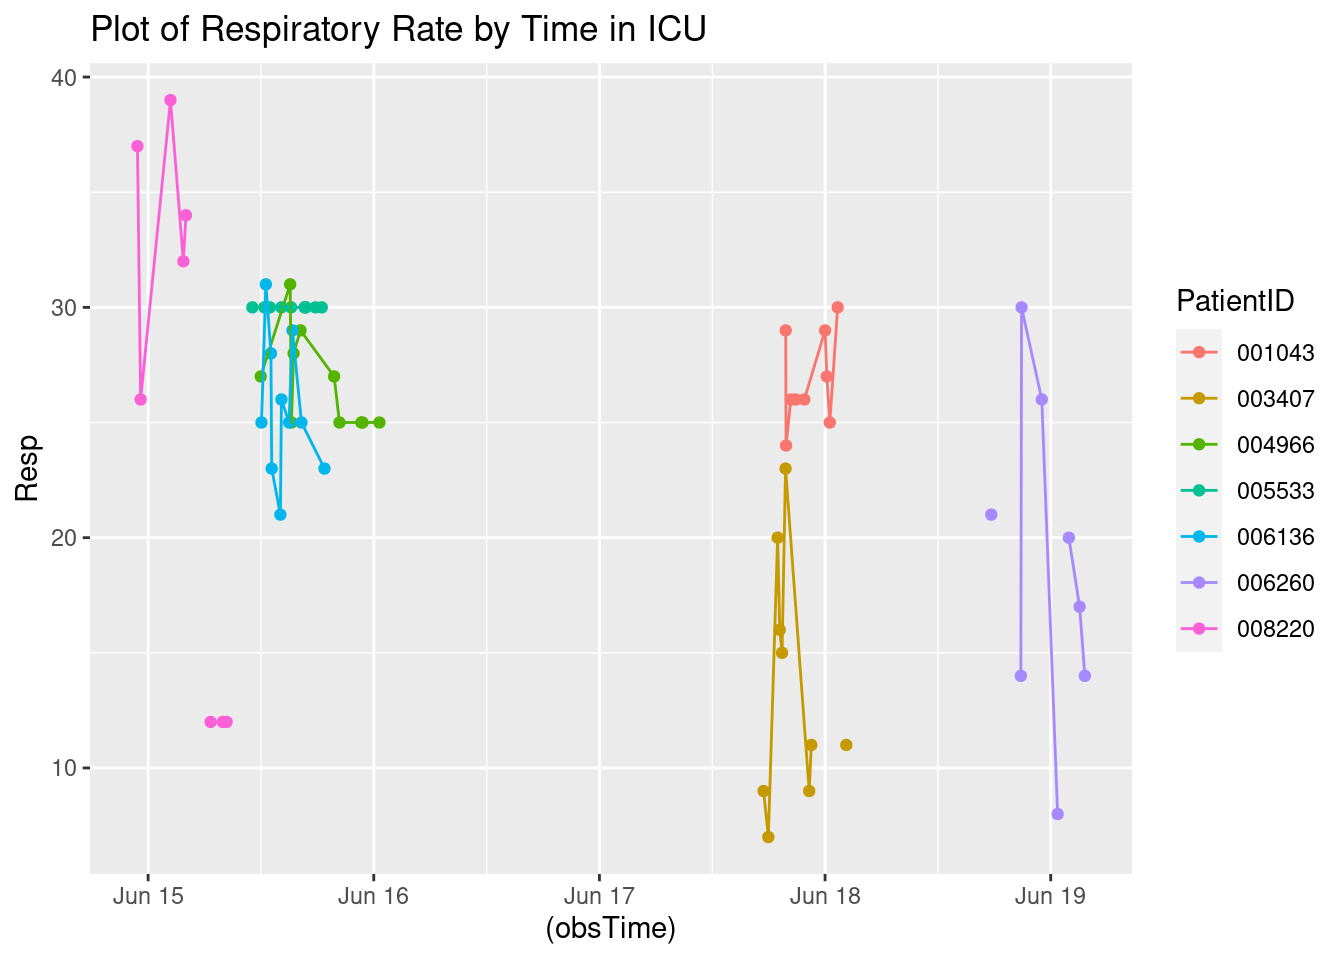 Plot of Respiratory Rate by Time in ICU
40
30
20
10
Resp
Jun 15
Jun 16
Jun 17
Jun 18
Jun 19
(obsTime)
PatientID
001043
003407
004966
005533
006136
006260
008220